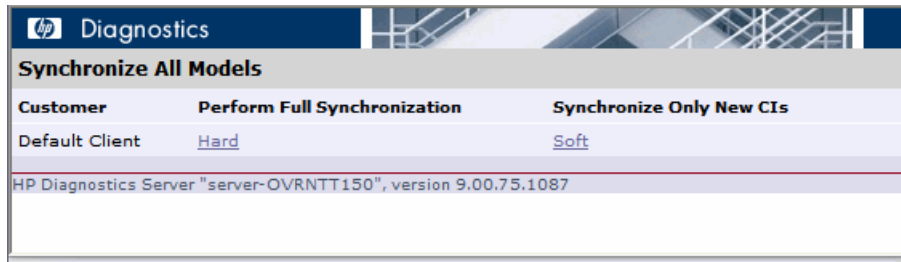 hp Diagnostics
Synchronize All Models
Customer Perform Full Synchronization Synchronize Only New CIs
Default Client Hard Soft
HP Diagnostics Server "server-OVRNTT150", version 9.00.75.1087